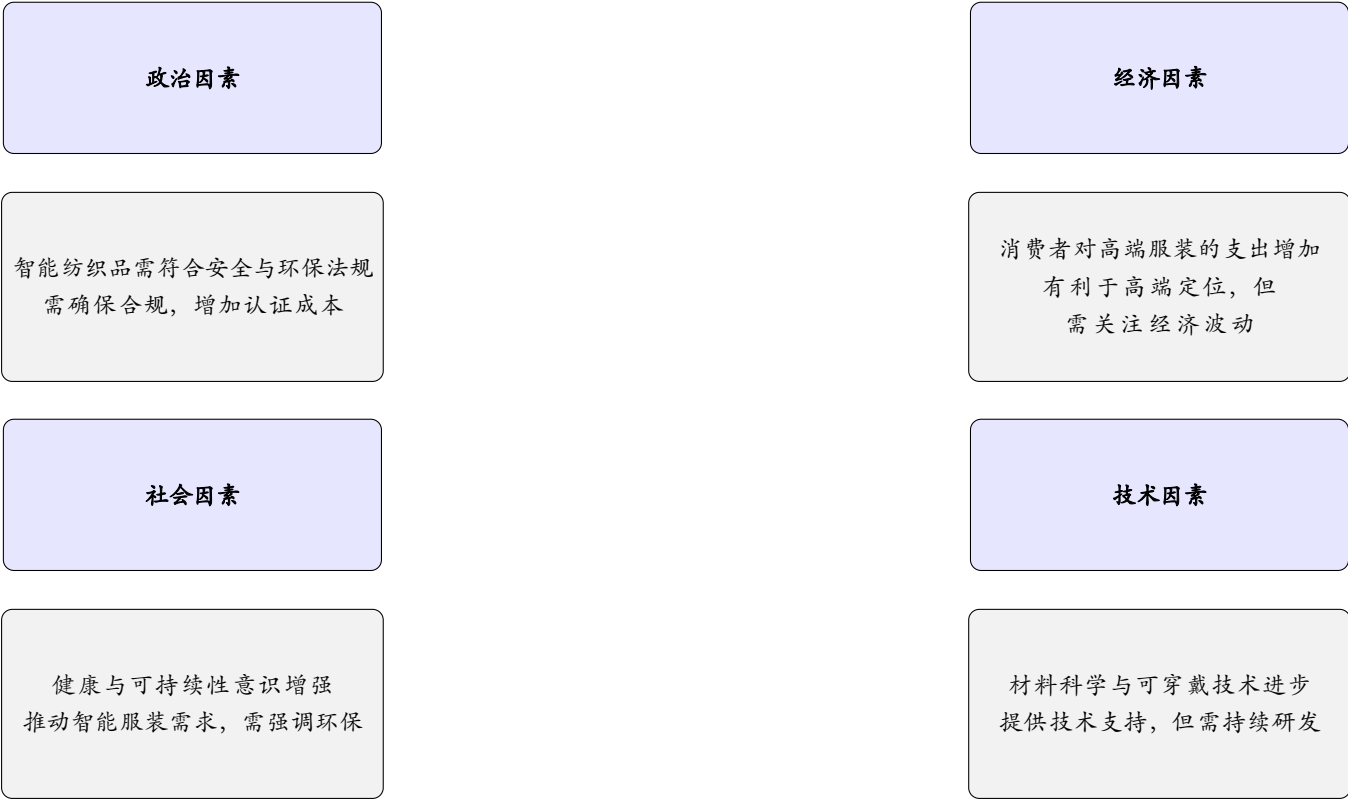 政治因素
经济因素
智能纺织品需符合安全与环保法规
需确保合规，增加认证成本
消费者对高端服装的支出增加
有利于高端定位，但
需关注经济波动
社会因素
技术因素
健康与可持续性意识增强
推动智能服装需求，需强调环保
材料科学与可穿戴技术进步
提供技术支持，但需持续研发